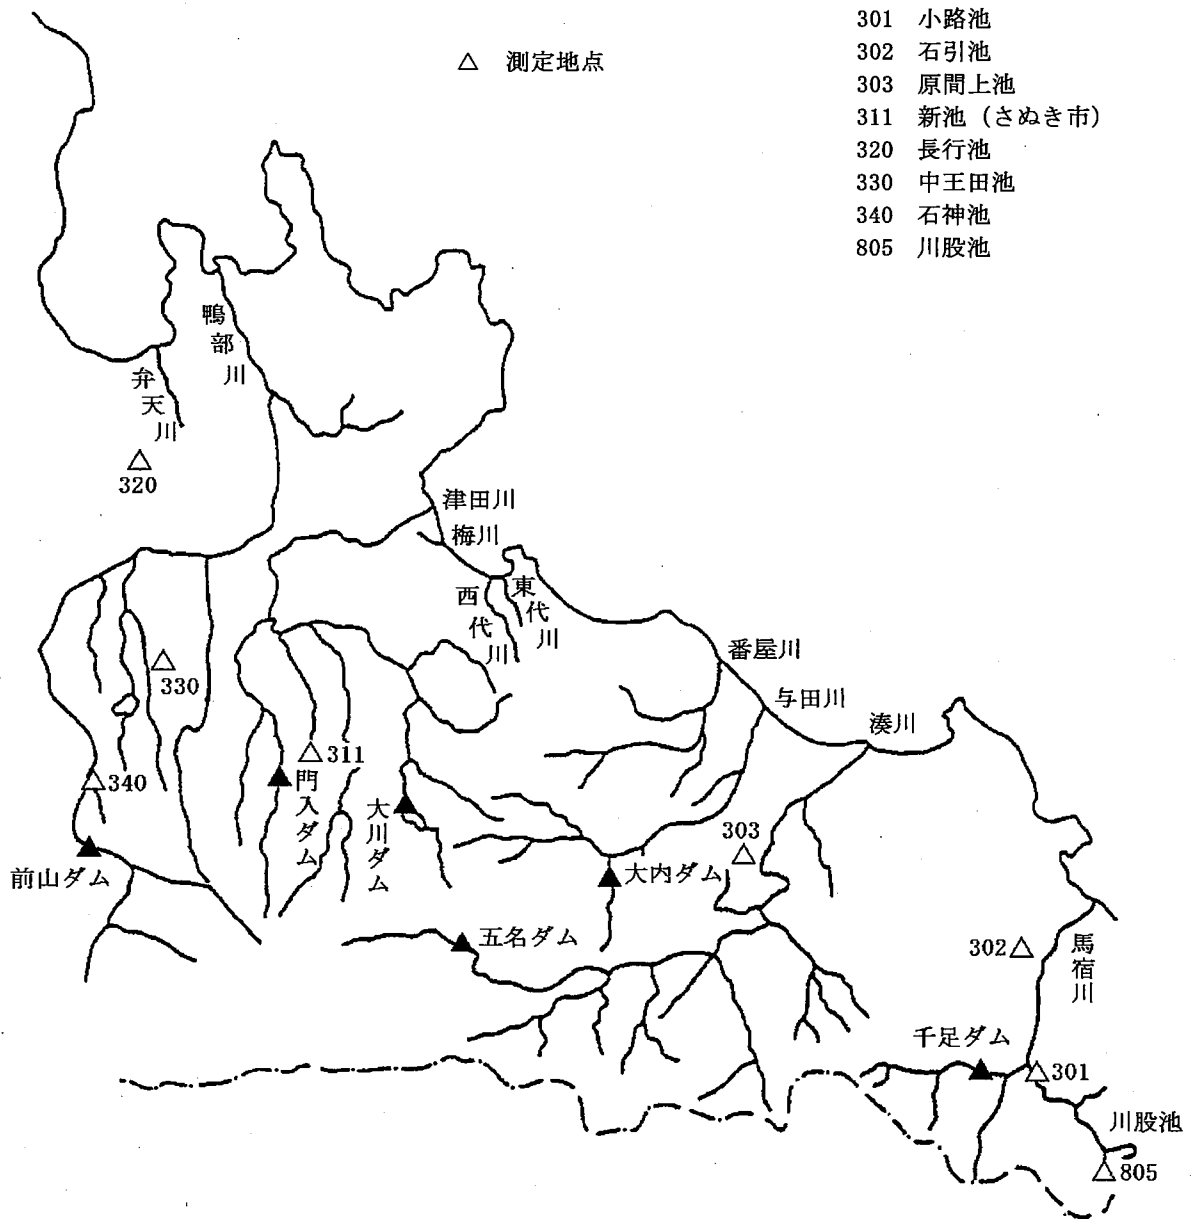 △ 測定地点
301 小路池
302 石引池
303 原間上池
311 新池（さぬき市）
320 長行池
330 中王田池
340 石神池
805 川股池
鴨部川
弁天川
320
津田川
梅川
西代川
東代川
番屋川
与田川
湊川
330
311
340
門入ダム
大川ダム
303
前山ダム
大内ダム
五名ダム
302
馬宿川
千足ダム
301
川股池
805